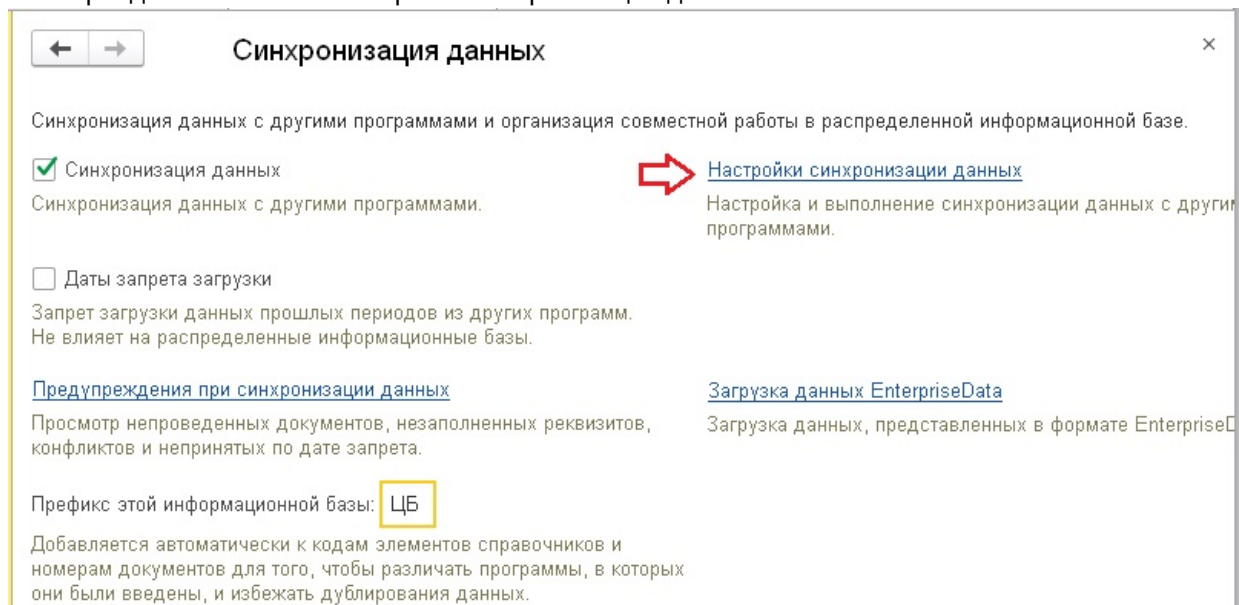 Синхронизация данных
Синхронизация данных с другими программами и организация совместной работы в распределенной информационной базе.
Синхронизация данных
Настройки синхронизации данных
Синхронизация данных с другими программами.
Настройка и выполнение синхронизации данных с
программами.
Даты запрета загрузки
Запрет загрузки данных прошлых периодов из других программ.
Не влияет на распределенные информационные базы.
Предупреждения при синхронизации данных
Загрузка данных EnterpriseData
Просмотр непроведенных документов, незаполненных реквизитов,
конфликтов и непринятых по дате запрета.
Загрузка данных, представленных в формате
Префикс этой информационной базы: ЦБ
Добавляется автоматически к кодам элементов справочников и
номерам документов для того, чтобы различать программы, в которых
они были введены, и избежать дублирования данных.